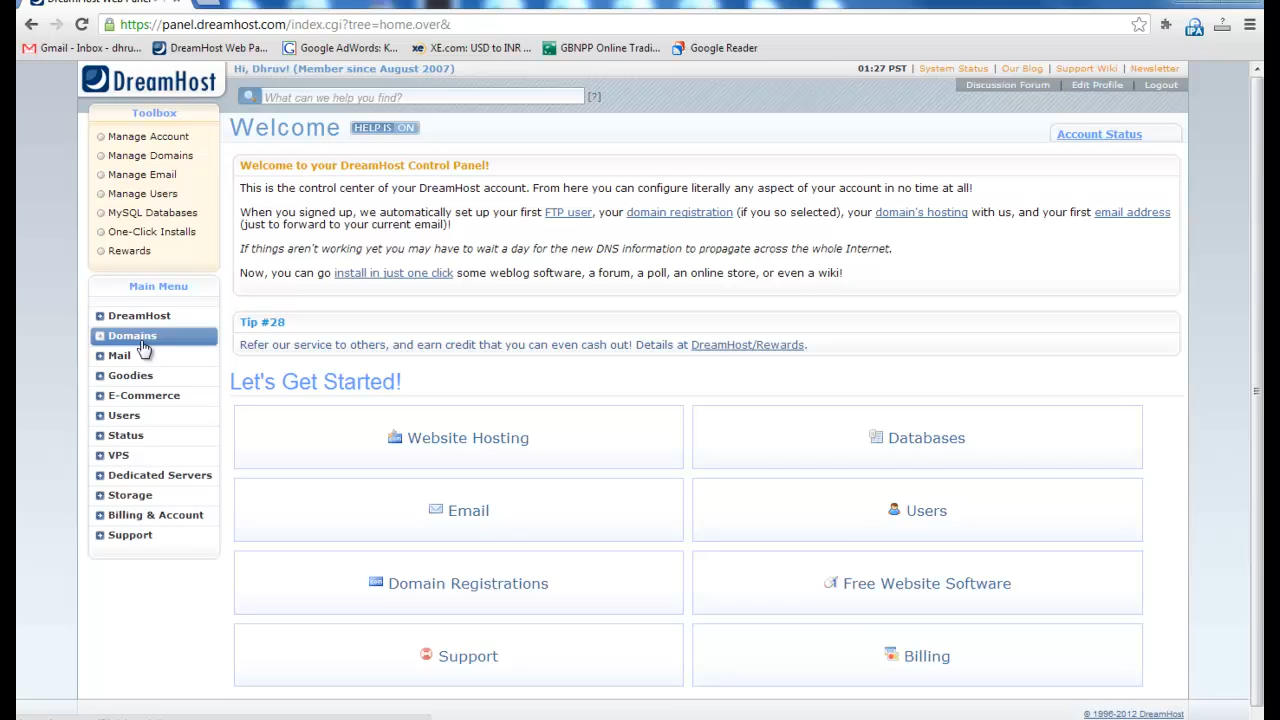 DreamHost Web Panel
https://panel.dreamhost.com/index.cgi?tree=home.over&
IPA
Gmail - Inbox - dhru...
DreamHost Web Pa...
Google AdWords: K...
XE.com: USD to INR ...
GBNPP Online Tradi...
Google Reader
DreamHost
Hi, Dhruv! (Member since August 2007)
01:27 PST | System Status | Our Blog | Support Wiki | Newsletter
What can we help you find?
[?]
Discussion Forum | Edit Profile | Logout
Toolbox
Manage Account
Manage Domains
Manage Email
Manage Users
MySQL Databases
One-Click Installs
Rewards
Main Menu
DreamHost
Domains
Mail
Goodies
E-Commerce
Users
Status
VPS
Dedicated Servers
Storage
Billing & Account
Support
Welcome
HELP IS ON
Account Status
Welcome to your DreamHost Control Panel!
This is the control center of your DreamHost account. From here you can configure literally any aspect of your account in no time at all!
When you signed up, we automatically set up your first FTP user, your domain registration (if you so selected), your domain's hosting with us, and your first email address
(just to forward to your current email)!
If things aren't working yet you may have to wait a day for the new DNS information to propagate across the whole Internet.
Now, you can go install in just one click some weblog software, a forum, a poll, an online store, or even a wiki!
Tip #28
Refer our service to others, and earn credit that you can even cash out! Details at DreamHost/Rewards.
Let's Get Started!
Website Hosting
Databases
Email
Users
Domain Registrations
Free Website Software
Support
Billing
© 1996-2012 DreamHost